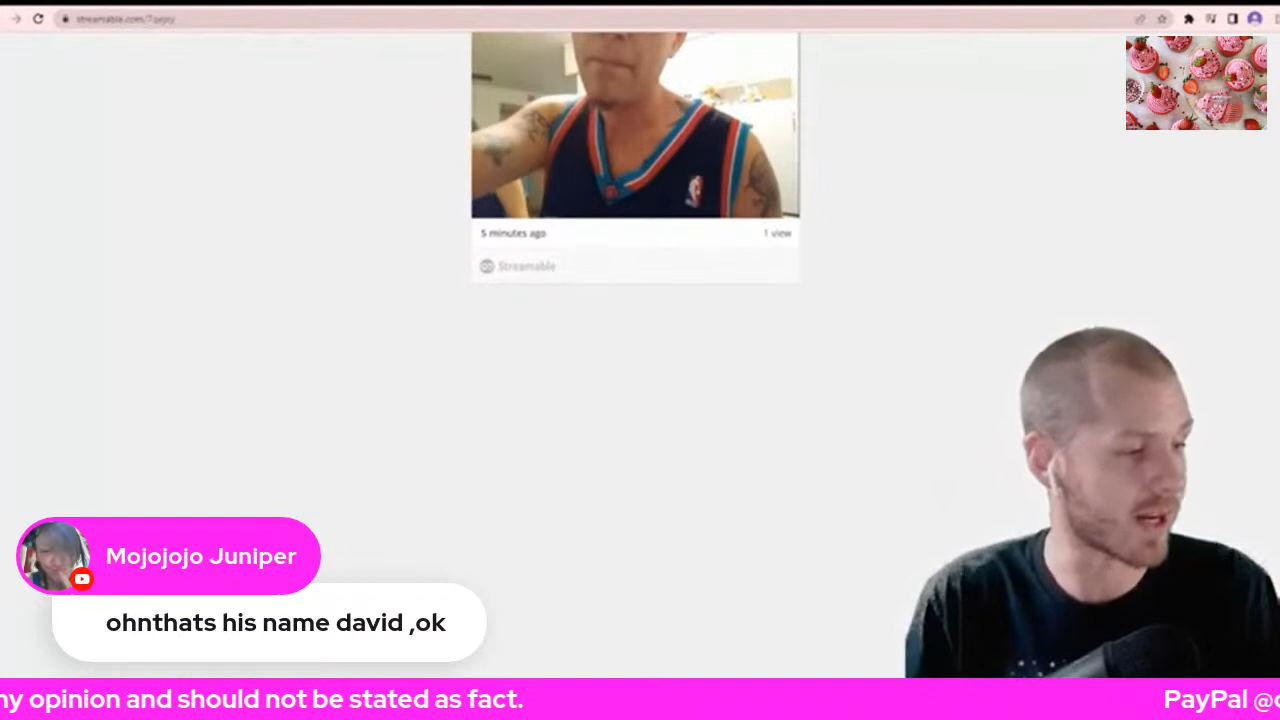 5 minutes ago
1 view
Streamable
Mojojojo Juniper
ohnthats his name david ,ok
ny opinion and should not be stated as fact.
PayPal @